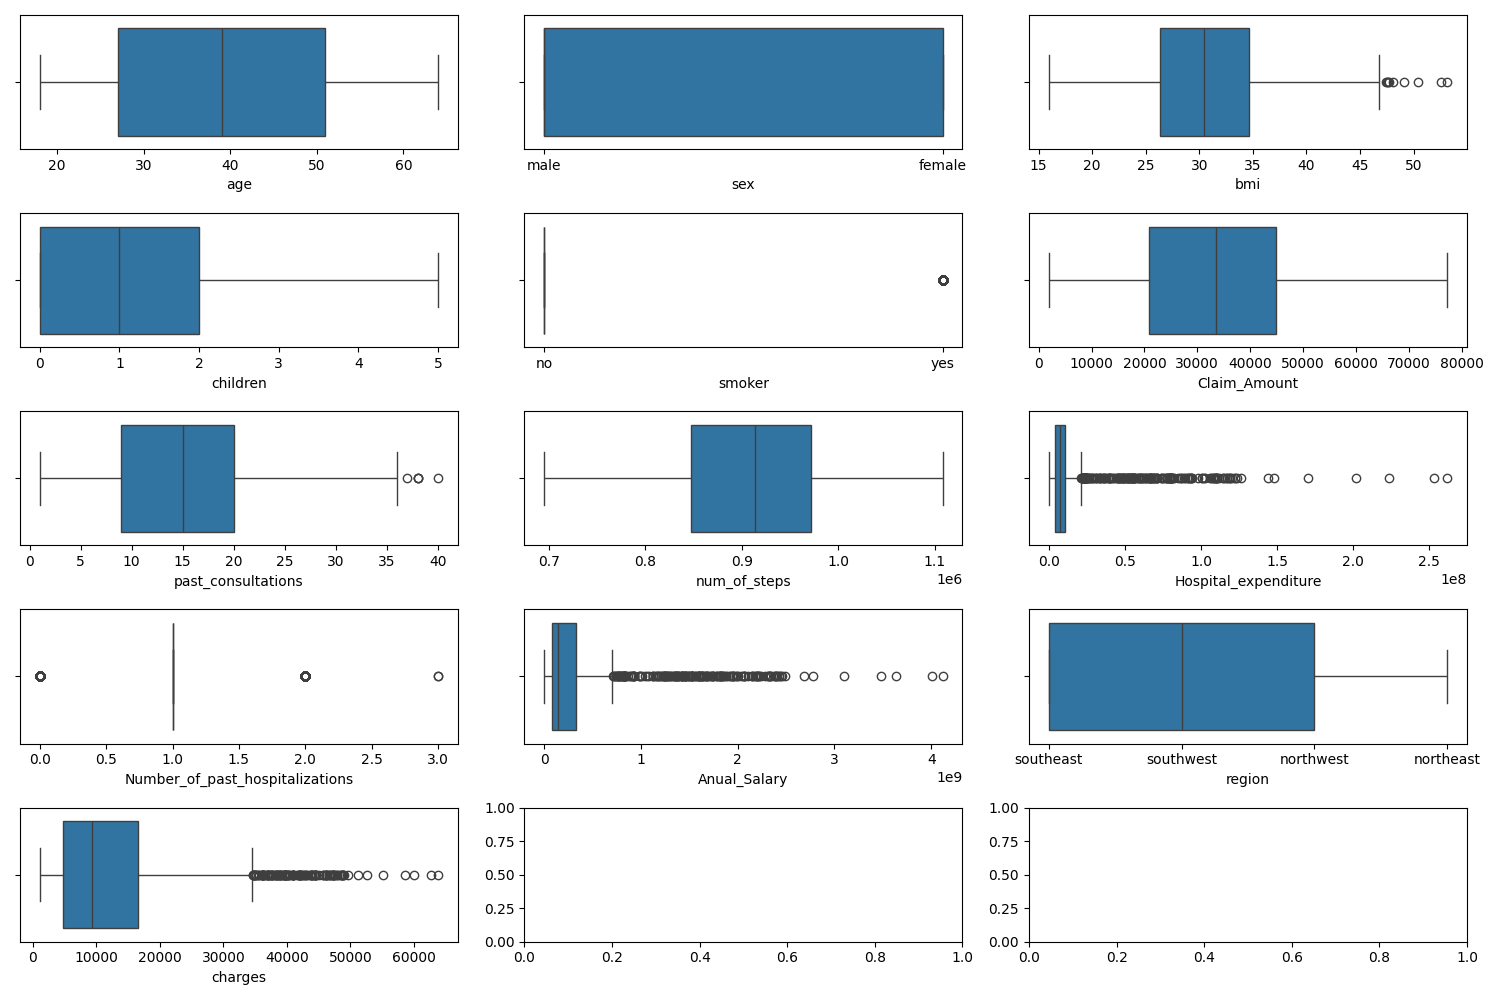 20 30 40 50 60
age
male female
sex
15 20 25 30 35 40 45 50
bmi
0 1 2 3 4 5
children
no yes
smoker
0 10000 20000 30000 40000 50000 60000 70000 80000
Claim_Amount
0 5 10 15 20 25 30 35 40
past_consultations
0.7 0.8 0.9 1.0 1.1
1e6
num_of_steps
0.0 0.5 1.0 1.5 2.0 2.5
1e8
Hospital_expenditure
0.0 0.5 1.0 1.5 2.0 2.5 3.0
Number_of_past_hospitalizations
0 1 2 3 4
1e9
Anual_Salary
southeast southwest northwest northeast
region
0 10000 20000 30000 40000 50000 60000
charges
1.00
0.75
0.50
0.25
0.00
0.0 0.2 0.4 0.6 0.8 1.0
1.00
0.75
0.50
0.25
0.00
0.0 0.2 0.4 0.6 0.8 1.0